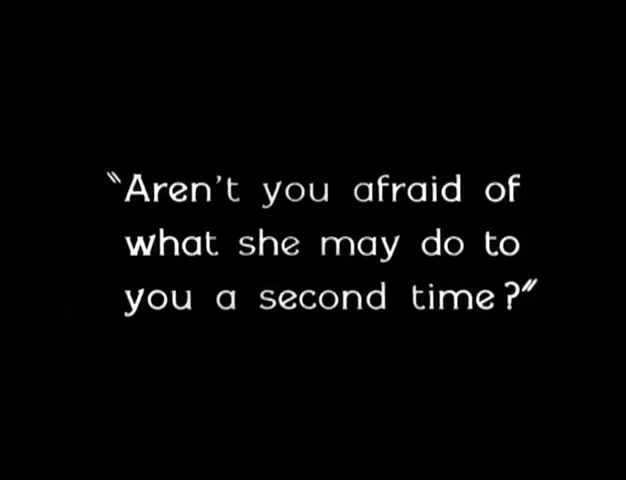 "Aren't you afraid of
what she may do to
you a second time?"